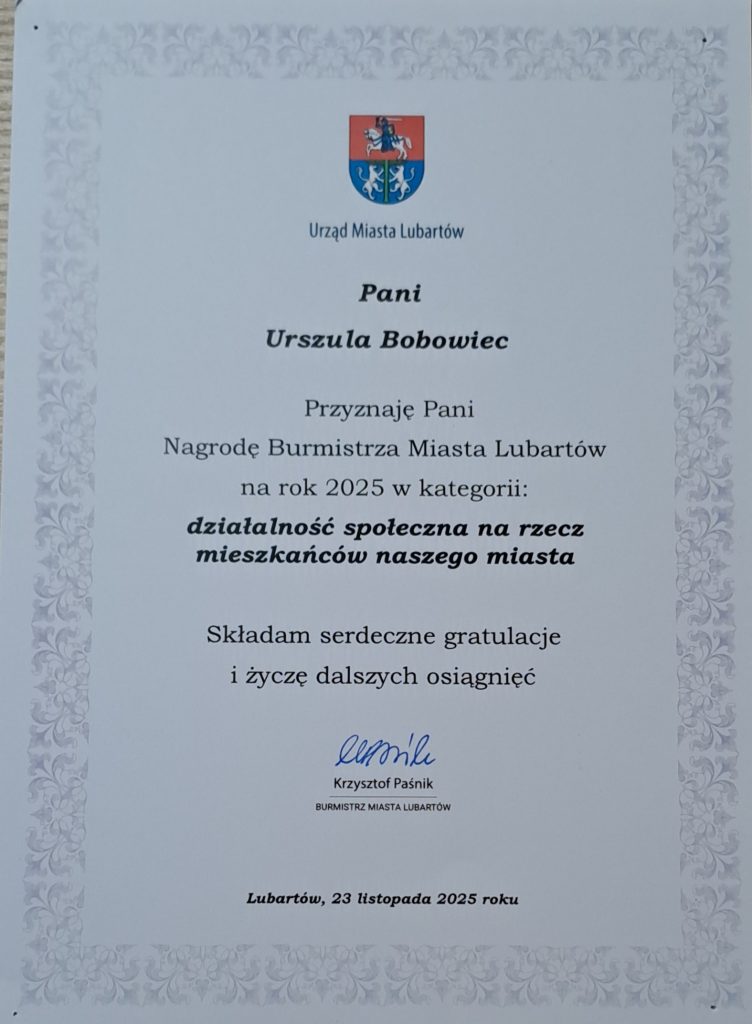 Urząd Miasta Lubartów
Pani
Urszula Bobowiec
Przyznaję Pani
Nagrodę Burmistrza Miasta Lubartów
na rok 2025 w kategorii:
działalność społeczna na rzecz
mieszkańców naszego miasta
Składam serdeczne gratulacje
i życzę dalszych osiągnięć
Krzysztof Paśnik
BURMISTRZ MIASTA LUBARTÓW
Lubartów, 23 listopada 2025 roku